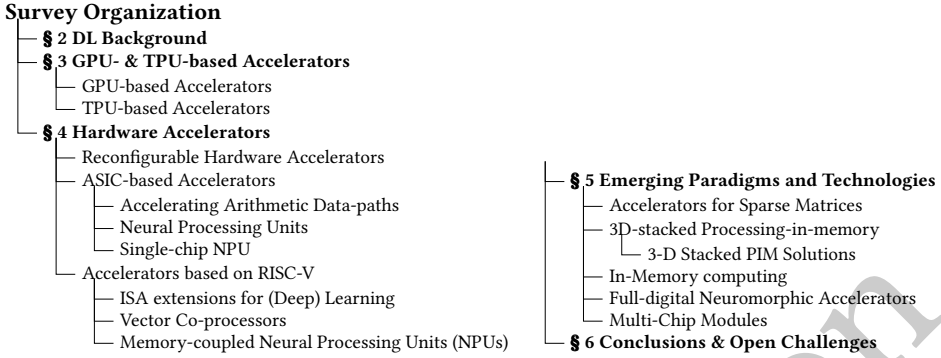 Survey Organization
§ 2 DL Background
§ 3 GPU- & TPU-based Accelerators
GPU-based Accelerators
TPU-based Accelerators
§ 4 Hardware Accelerators
Reconfigurable Hardware Accelerators
ASIC-based Accelerators
Accelerating Arithmetic Data-paths
Neural Processing Units
Single-chip NPU
Accelerators based on RISC-V
ISA extensions for (Deep) Learning
Vector Co-processors
Memory-coupled Neural Processing Units (NPUs)
§ 5 Emerging Paradigms and Technologies
Accelerators for Sparse Matrices
3D-stacked Processing-in-memory
3-D Stacked PIM Solutions
In-Memory computing
Full-digital Neuromorphic Accelerators
Multi-Chip Modules
§ 6 Conclusions & Open Challenges